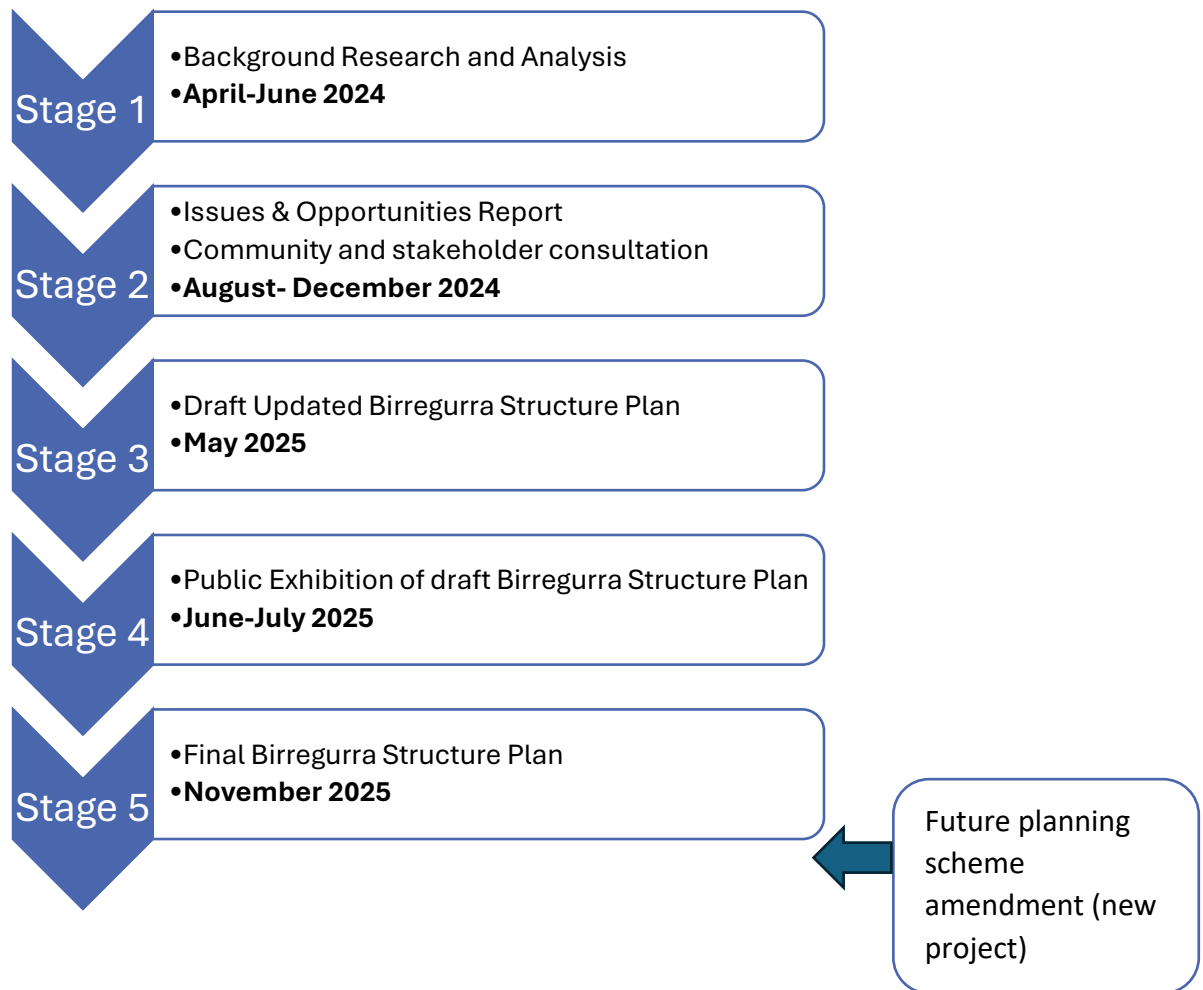 Stage 1
•Background Research and Analysis
•April-June 2024
Stage 2
•Issues & Opportunities Report
•Community and stakeholder consultation
•August- December 2024
Stage 3
•Draft Updated Birregurra Structure Plan
•May 2025
Stage 4
•Public Exhibition of draft Birregurra Structure Plan
•June-July 2025
Stage 5
•Final Birregurra Structure Plan
•November 2025
Future planning
scheme
amendment (new
project)